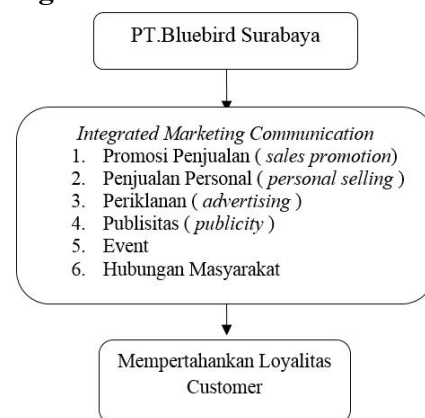 PT.Bluebird Surabaya
Integrated Marketing Communication
1. Promosi Penjualan ( sales promotion)
2. Penjualan Personal ( personal selling )
3. Periklanan ( advertising )
4. Publisitas ( publicity )
5. Event
6. Hubungan Masyarakat
Mempertahankan Loyalitas
Customer